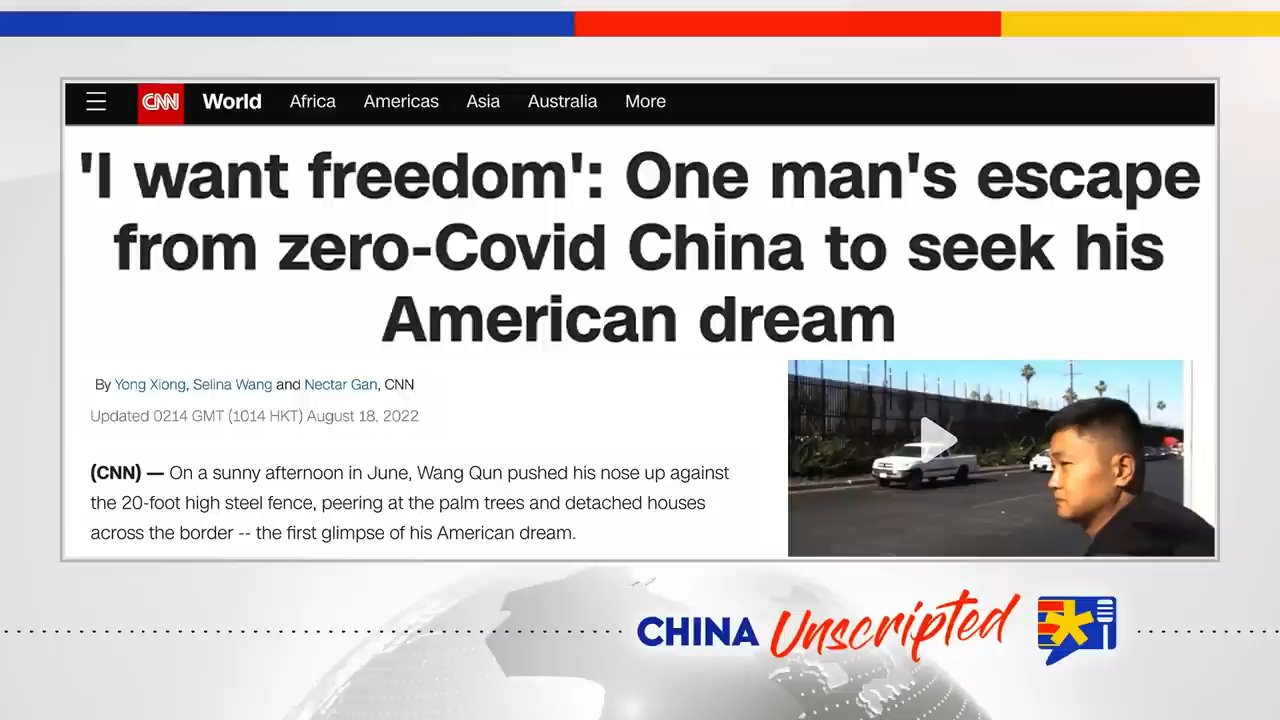 CNN World Africa Americas Asia Australia More
'I want freedom': One man's escape
from zero-Covid China to seek his
American dream
By Yong Xiong, Selina Wang and Nectar Gan, CNN
Updated 0214 GMT (1014 HKT) August 18, 2022
(CNN) — On a sunny afternoon in June, Wang Qun pushed his nose up against
the 20-foot high steel fence, peering at the palm trees and detached houses
across the border -- the first glimpse of his American dream.
CHINA Unscripted